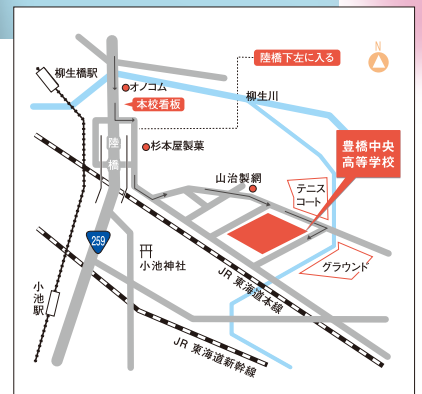 N
陸橋下左に入る
柳生橋駅
オノコム
本校看板
柳生川
豊橋中央
高等学校
陸橋
杉本屋製菓
山治製網
テニス
コート
259
小池神社
グラウンド
小池駅
JR 東海道本線
JR 東海道新幹線